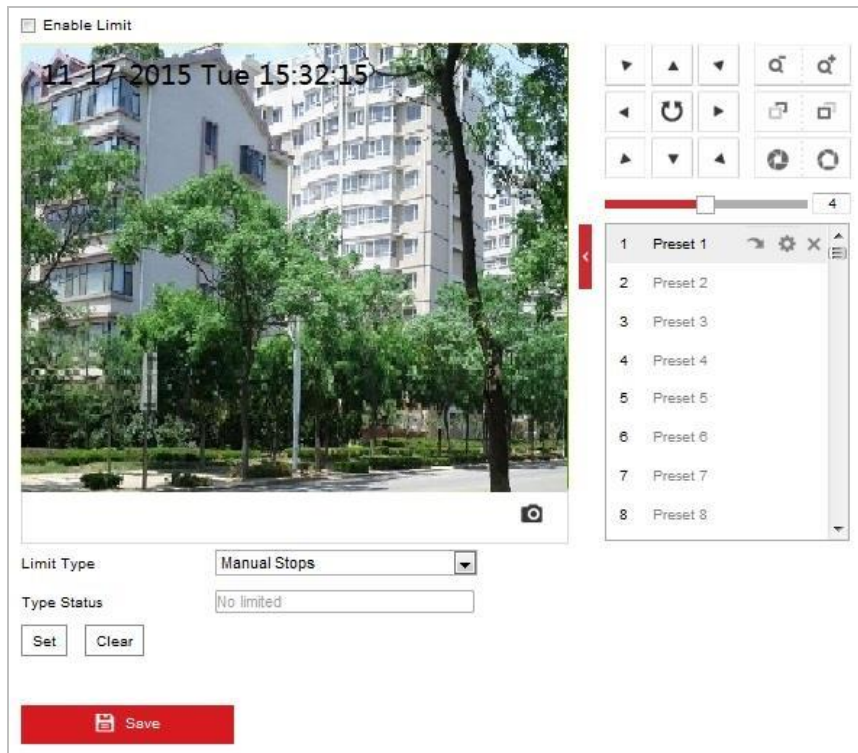 Enable Limit
11-17-2015 Tue 15:32:15
4
1 Preset 1
2 Preset 2
3 Preset 3
4 Preset 4
5 Preset 5
6 Preset 6
7 Preset 7
8 Preset 8
Limit Type Manual Stops
Type Status No limited
Set Clear
Save